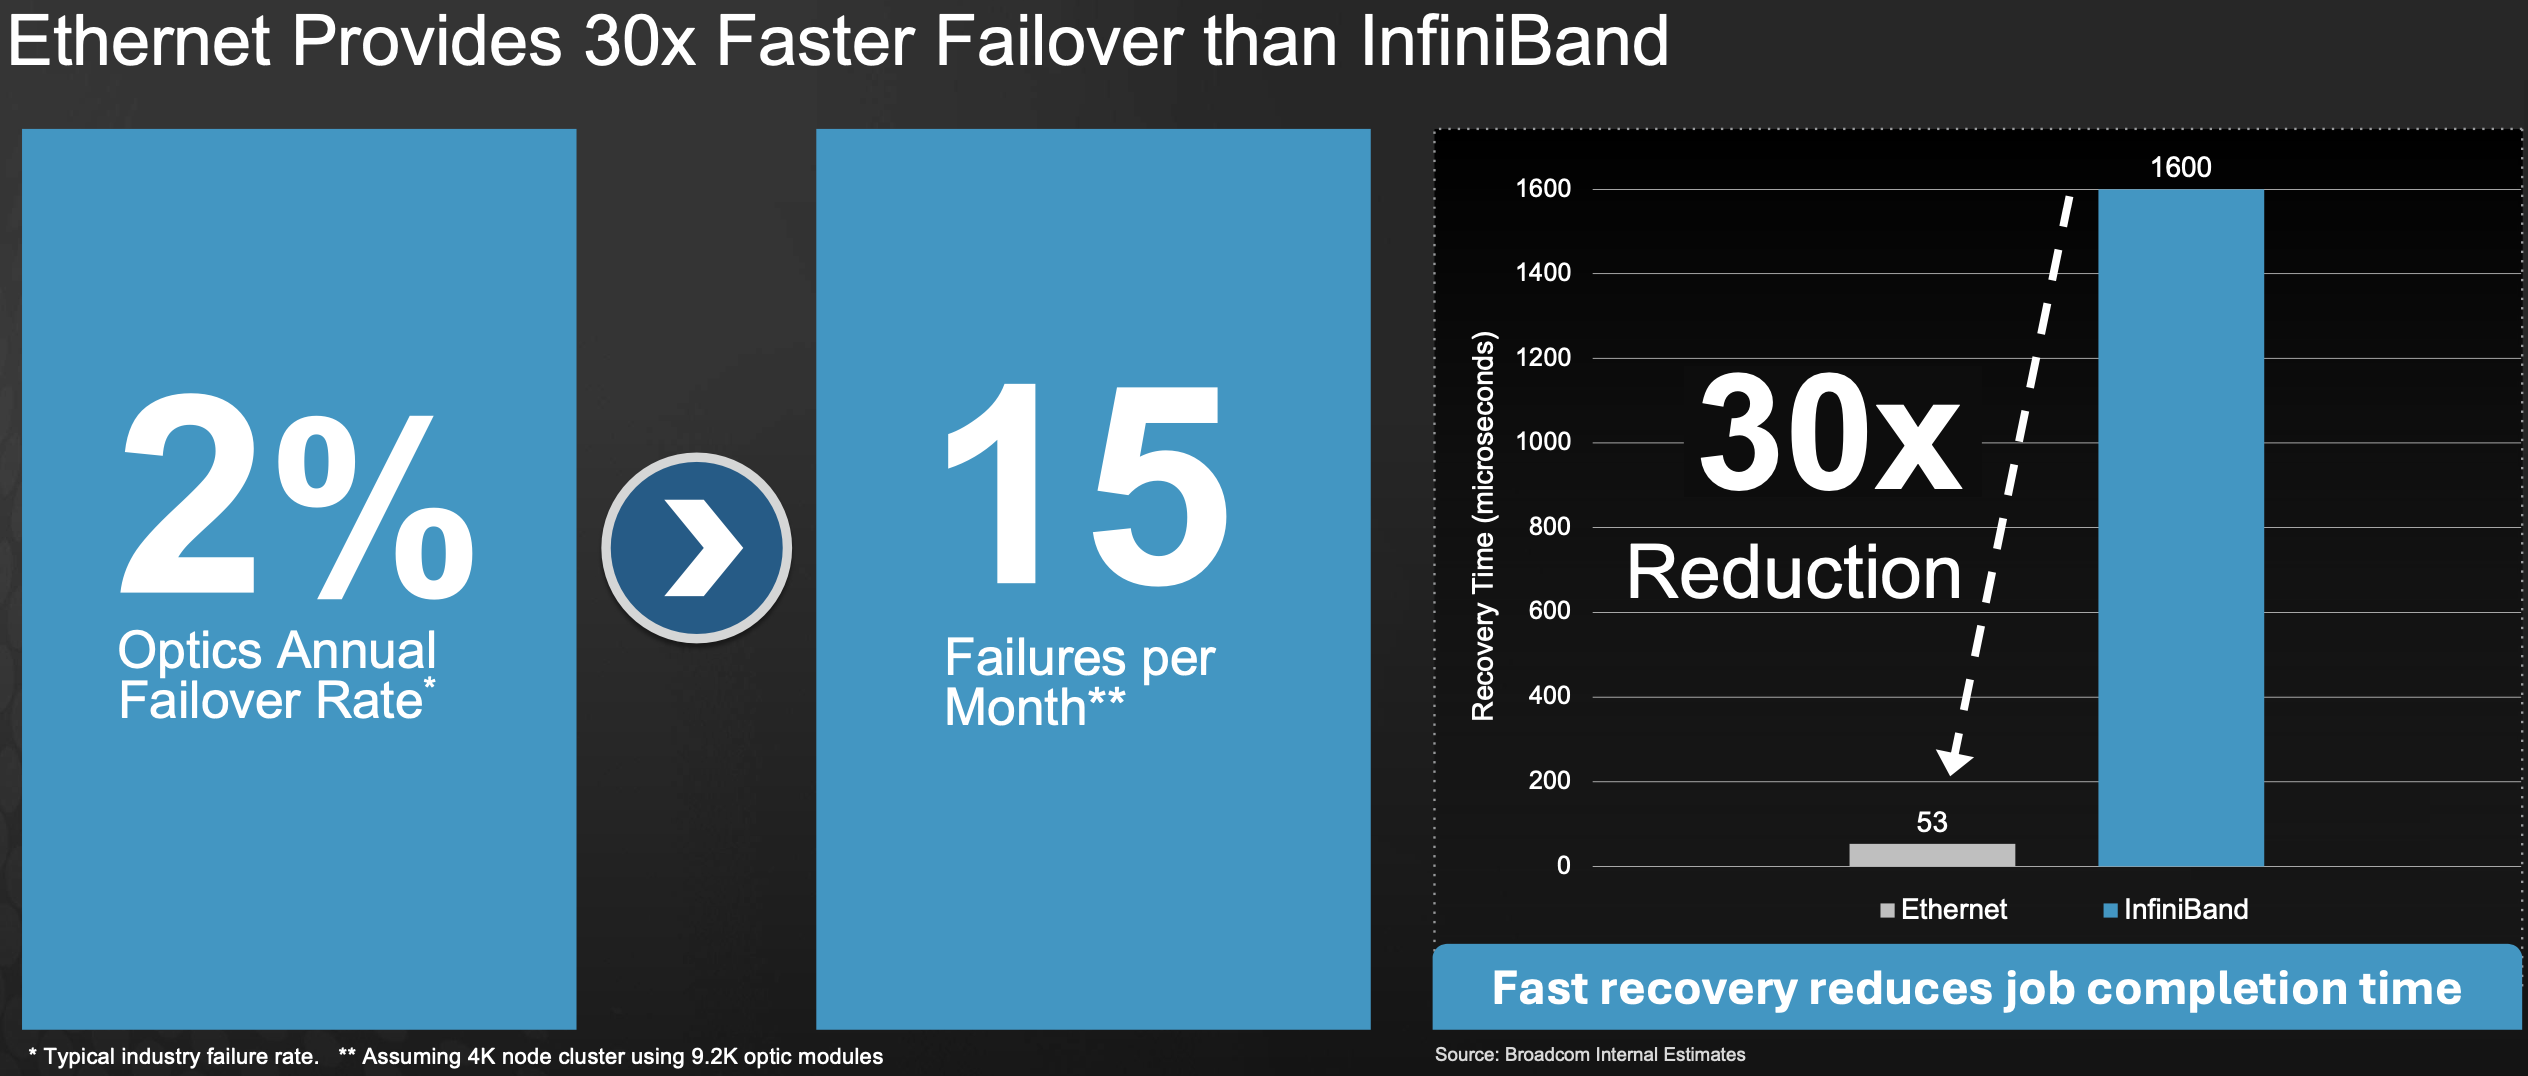 Ethernet Provides 30x Faster Failover than InfiniBand
2%
Optics Annual
Failover Rate*
15
Failures per
Month**
1600
1600
1400
1200
1000
800
600
400
200
0
Recovery Time (microseconds)
30x
Reduction
53
Ethernet
InfiniBand
Fast recovery reduces job completion time
* Typical industry failure rate. ** Assuming 4K node cluster using 9.2K optic modules
Source: Broadcom Internal Estimates